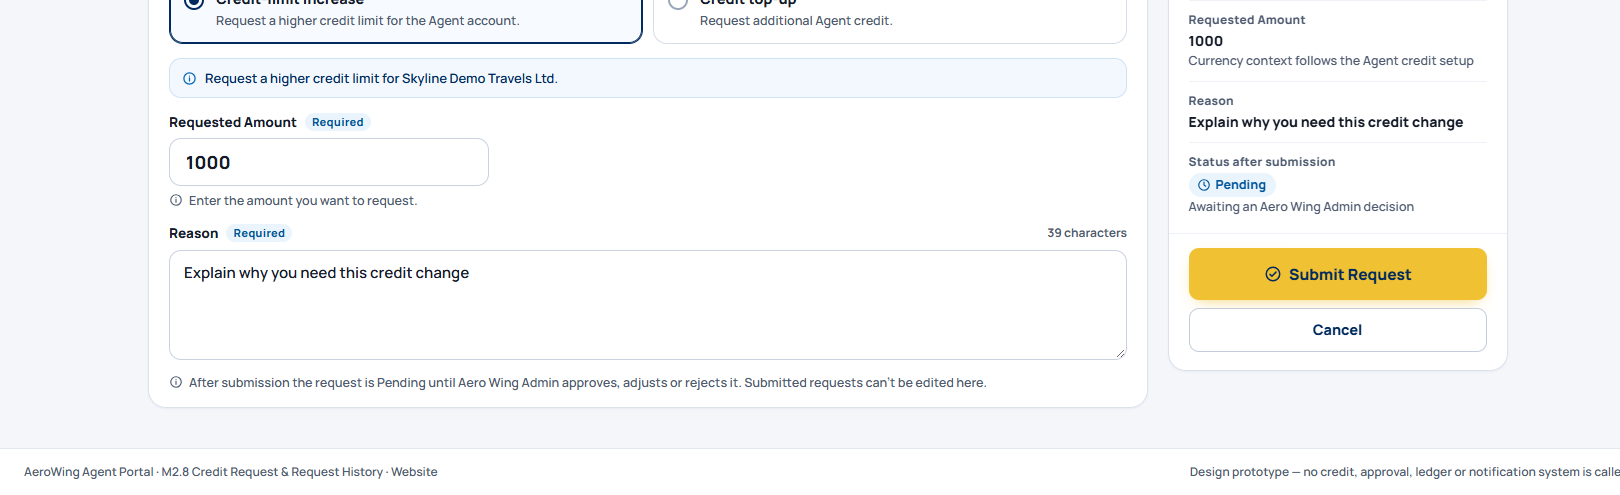 Credit-limit increase
Request a higher credit limit for the Agent account.
Credit top-up
Request additional Agent credit.
Request a higher credit limit for Skyline Demo Travels Ltd.
Requested Amount Required
1000
Enter the amount you want to request.
Reason Required 39 characters
Explain why you need this credit change
After submission the request is Pending until Aero Wing Admin approves, adjusts or rejects it. Submitted requests can't be edited here.
Requested Amount
1000
Currency context follows the Agent credit setup
Reason
Explain why you need this credit change
Status after submission
Pending
Awaiting an Aero Wing Admin decision
Submit Request
Cancel
AeroWing Agent Portal · M2.8 Credit Request & Request History · Website
Design prototype — no credit, approval, ledger or notification system is calle